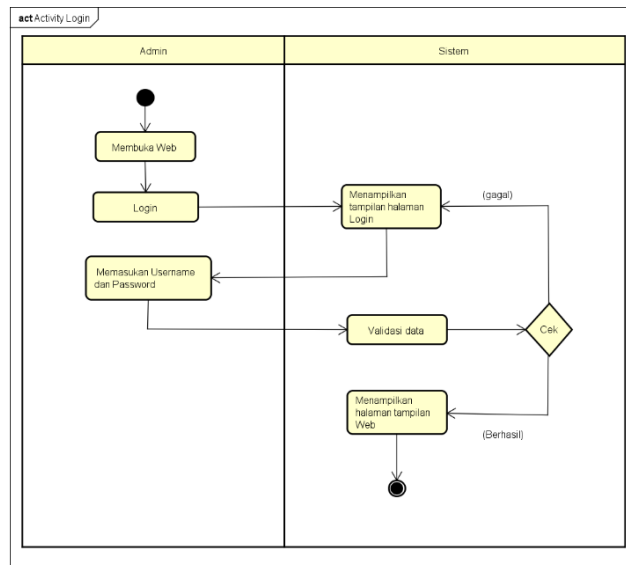 act Activity Login
Admin
Sistem
Membuka Web
Login
Menampilkan
tampilan halaman
Login
(gagal)
Memasukan Username
dan Password
Validasi data
Cek
Menampilkan
halaman tampilan
Web
(Berhasil)